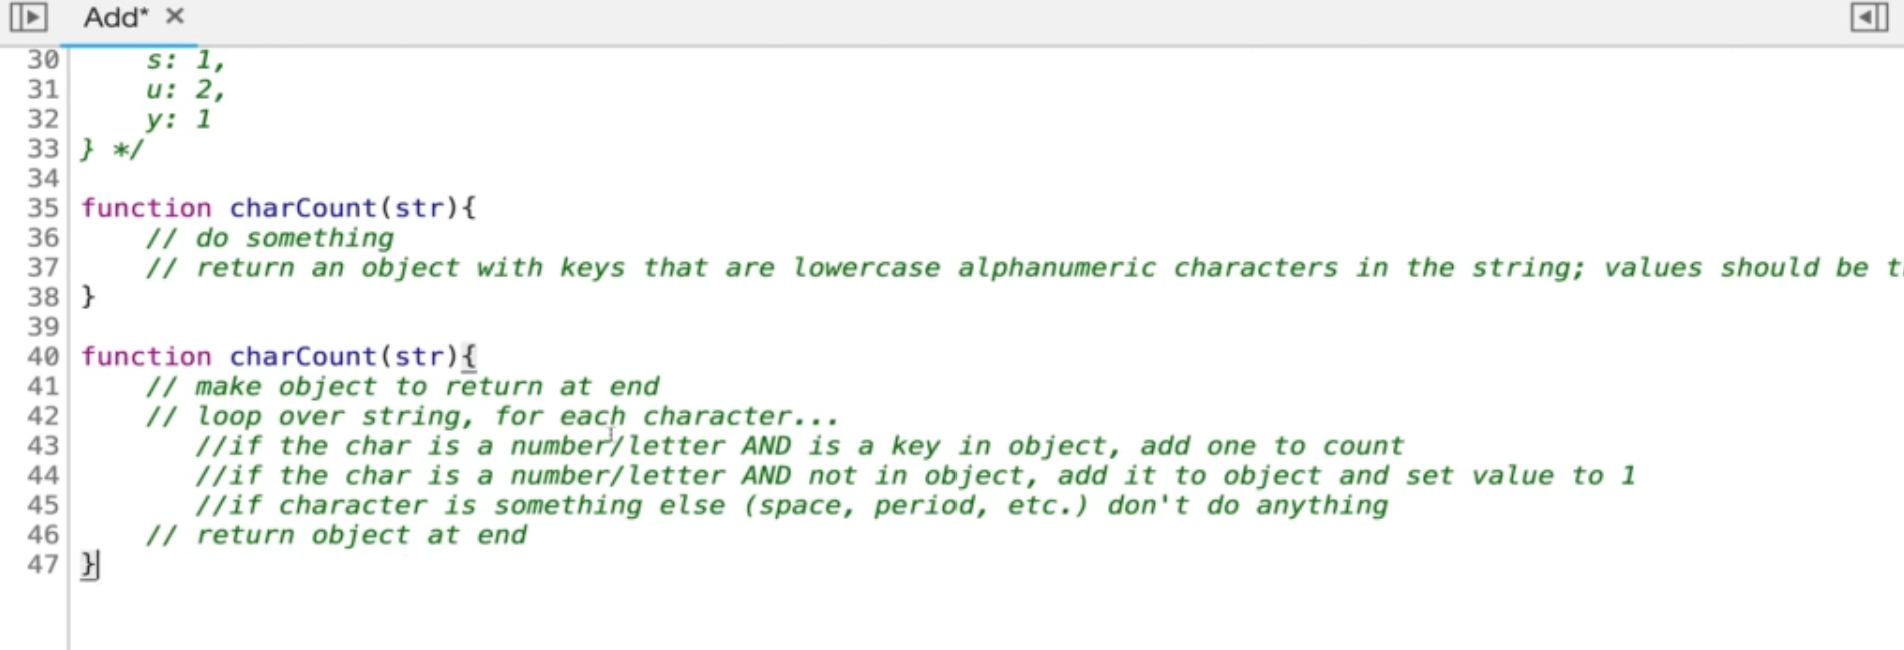 Add*
30 s: 1,
31 u: 2,
32 y: 1
33 } */
34
35 function charCount(str){
36 // do something
37 // return an object with keys that are lowercase alphanumeric characters in the string; values should be
38 }
39
40 function charCount(str){
41 // make object to return at end
42 // loop over string, for each character...
43 //if the char is a number/letter AND is a key in object, add one to count
44 //if the char is a number/letter AND not in object, add it to object and set value to 1
45 //if character is something else (space, period, etc.) don't do anything
46 // return object at end
47 }